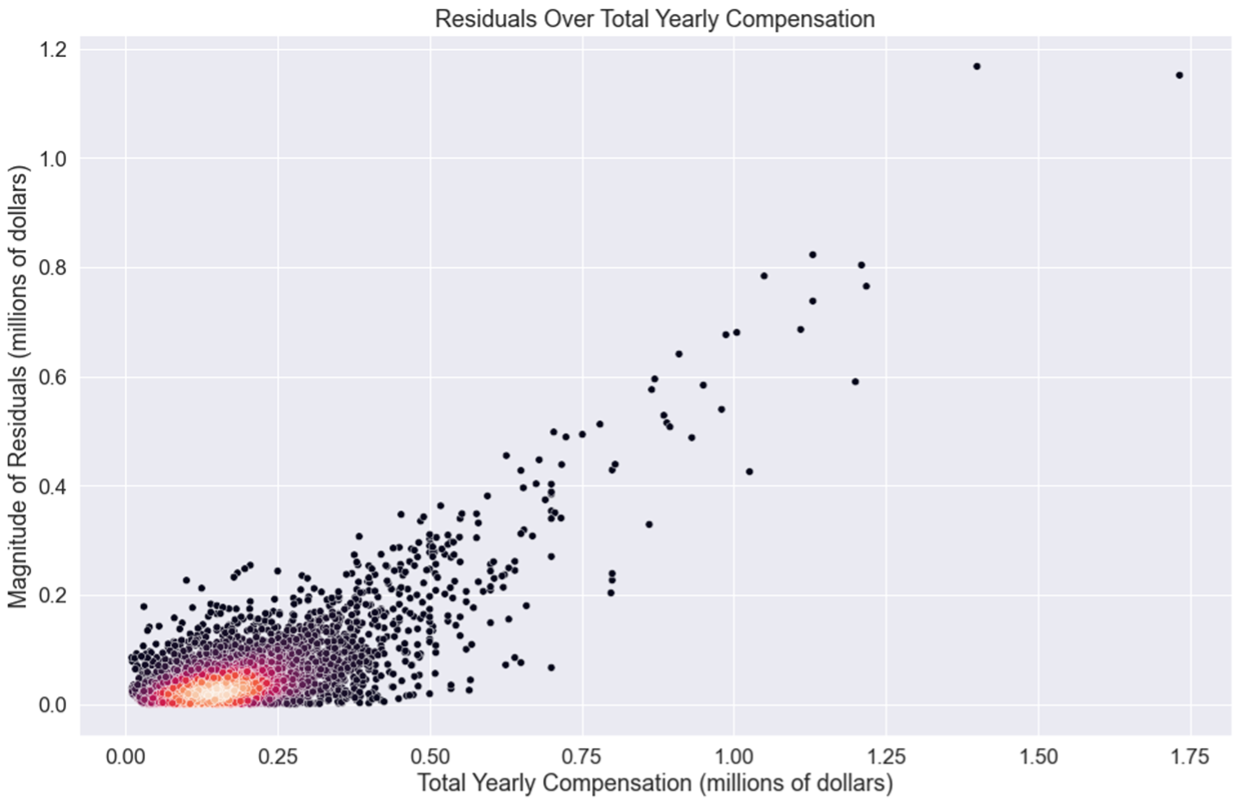 Residuals Over Total Yearly Compensation
Magnitude of Residuals (millions of dollars)
1.2
1.0
0.8
0.6
0.4
0.2
0.0
0.00 0.25 0.50 0.75 1.00 1.25 1.50 1.75
Total Yearly Compensation (millions of dollars)